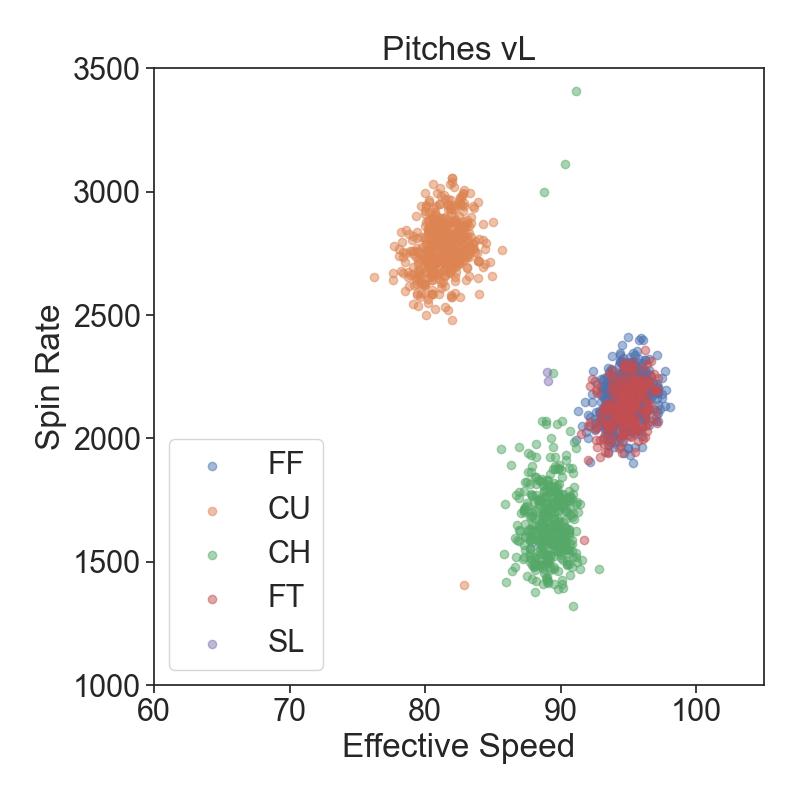 Pitches vL
Spin Rate
3500
3000
2500
2000
1500
1000
FF
CU
CH
FT
SL
60 70 80 90 100
Effective Speed